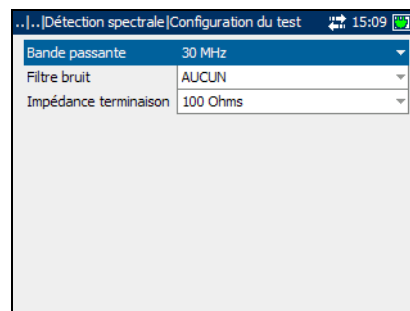 ..|..|Détection spectrale|Configuration du test 15:09
Bande passante 30 MHz
Filtre bruit AUCUN
Impédance terminaison 100 Ohms